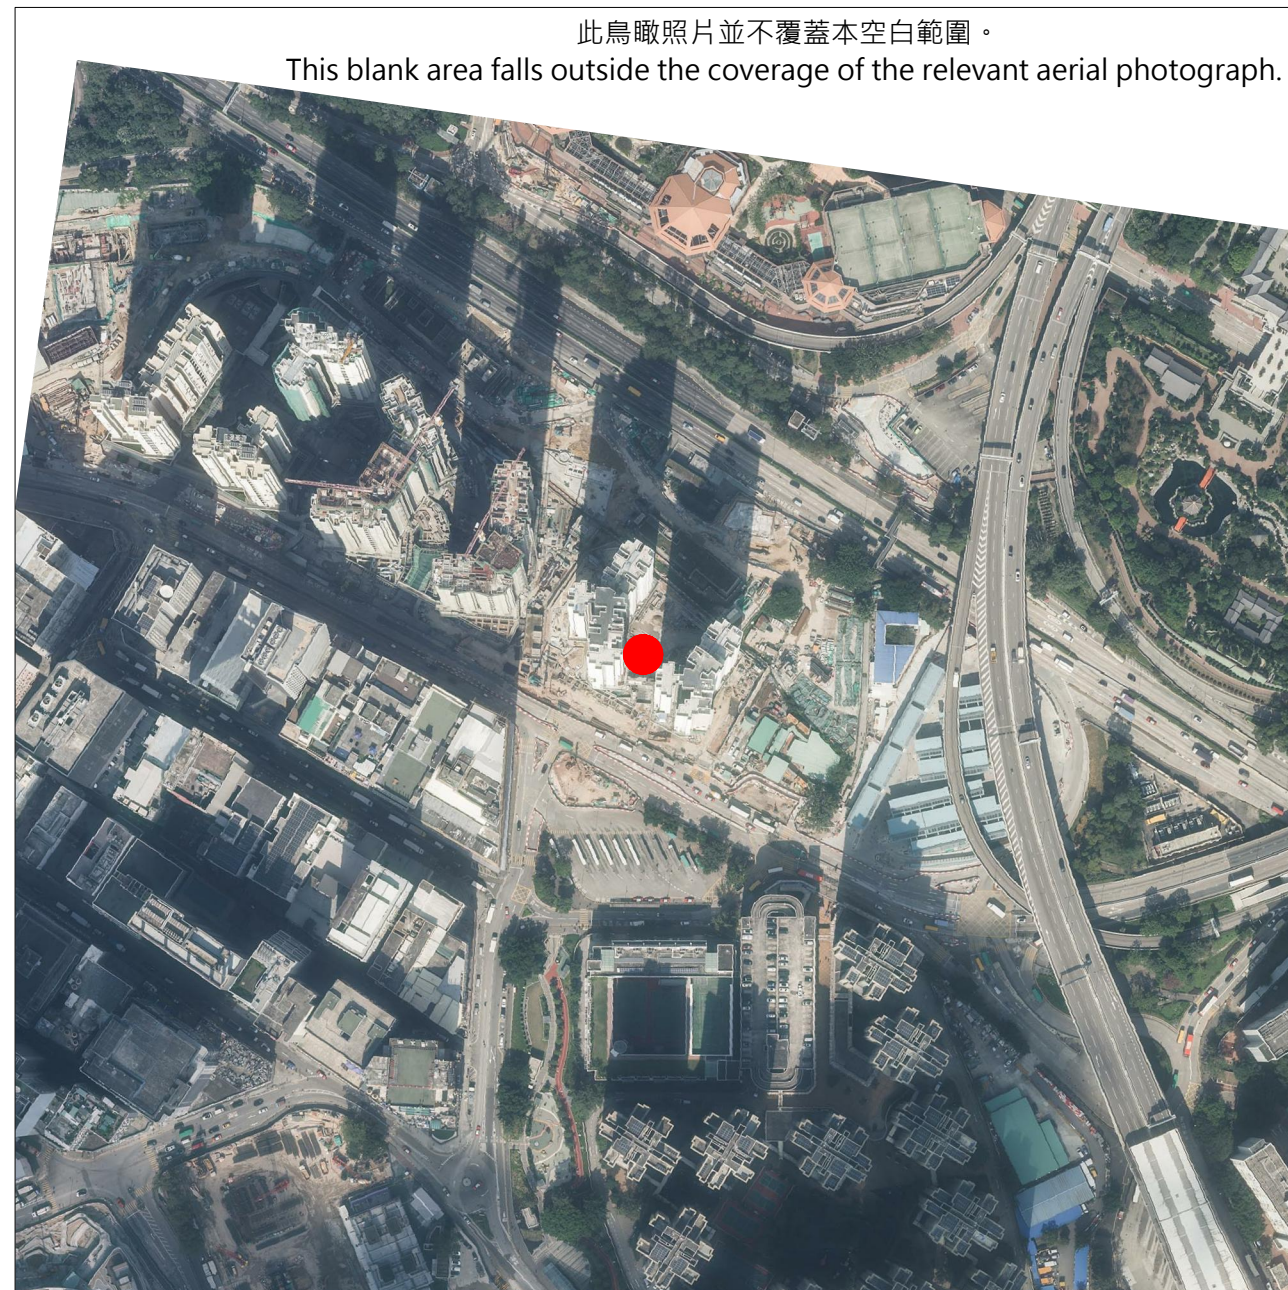 此鳥瞰照片並不覆蓋本空白範圍。
This blank area falls outside the coverage of the relevant aerial photograph.